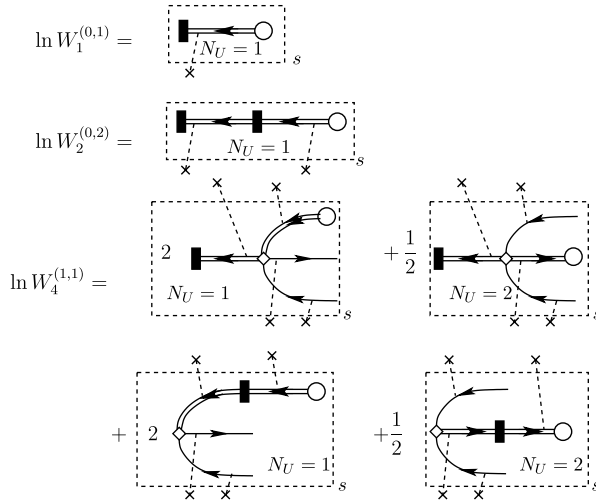 ln W_1^{(0,1)} = N_U = 1 s
ln W_2^{(0,2)} = N_U = 1 s
ln W_4^{(1,1)} = 2 N_U = 1 s + 1/2 N_U = 2 s
+ 2 N_U = 1 s + 1/2 N_U = 2 s